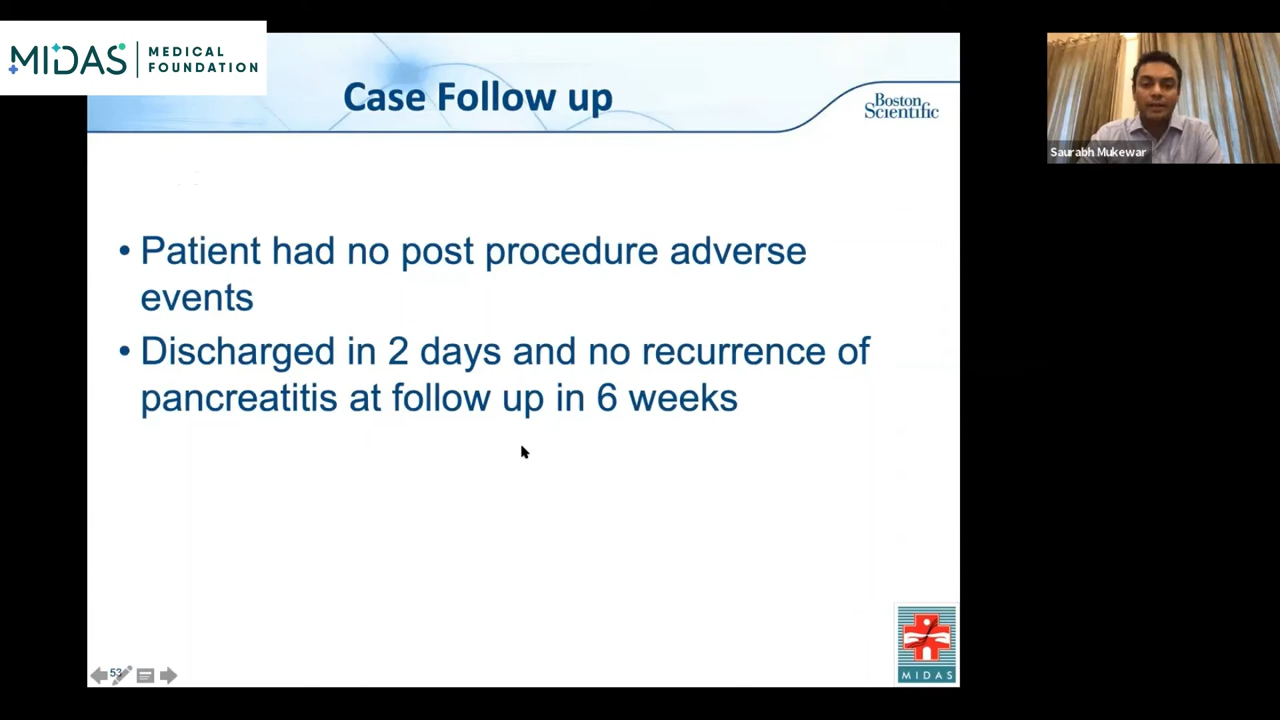 MIDAS MEDICAL
FOUNDATION
Case Follow up
Boston
Scientific
Saurabh Mukewar
• Patient had no post procedure adverse
events
• Discharged in 2 days and no recurrence of
pancreatitis at follow up in 6 weeks
53
MIDAS